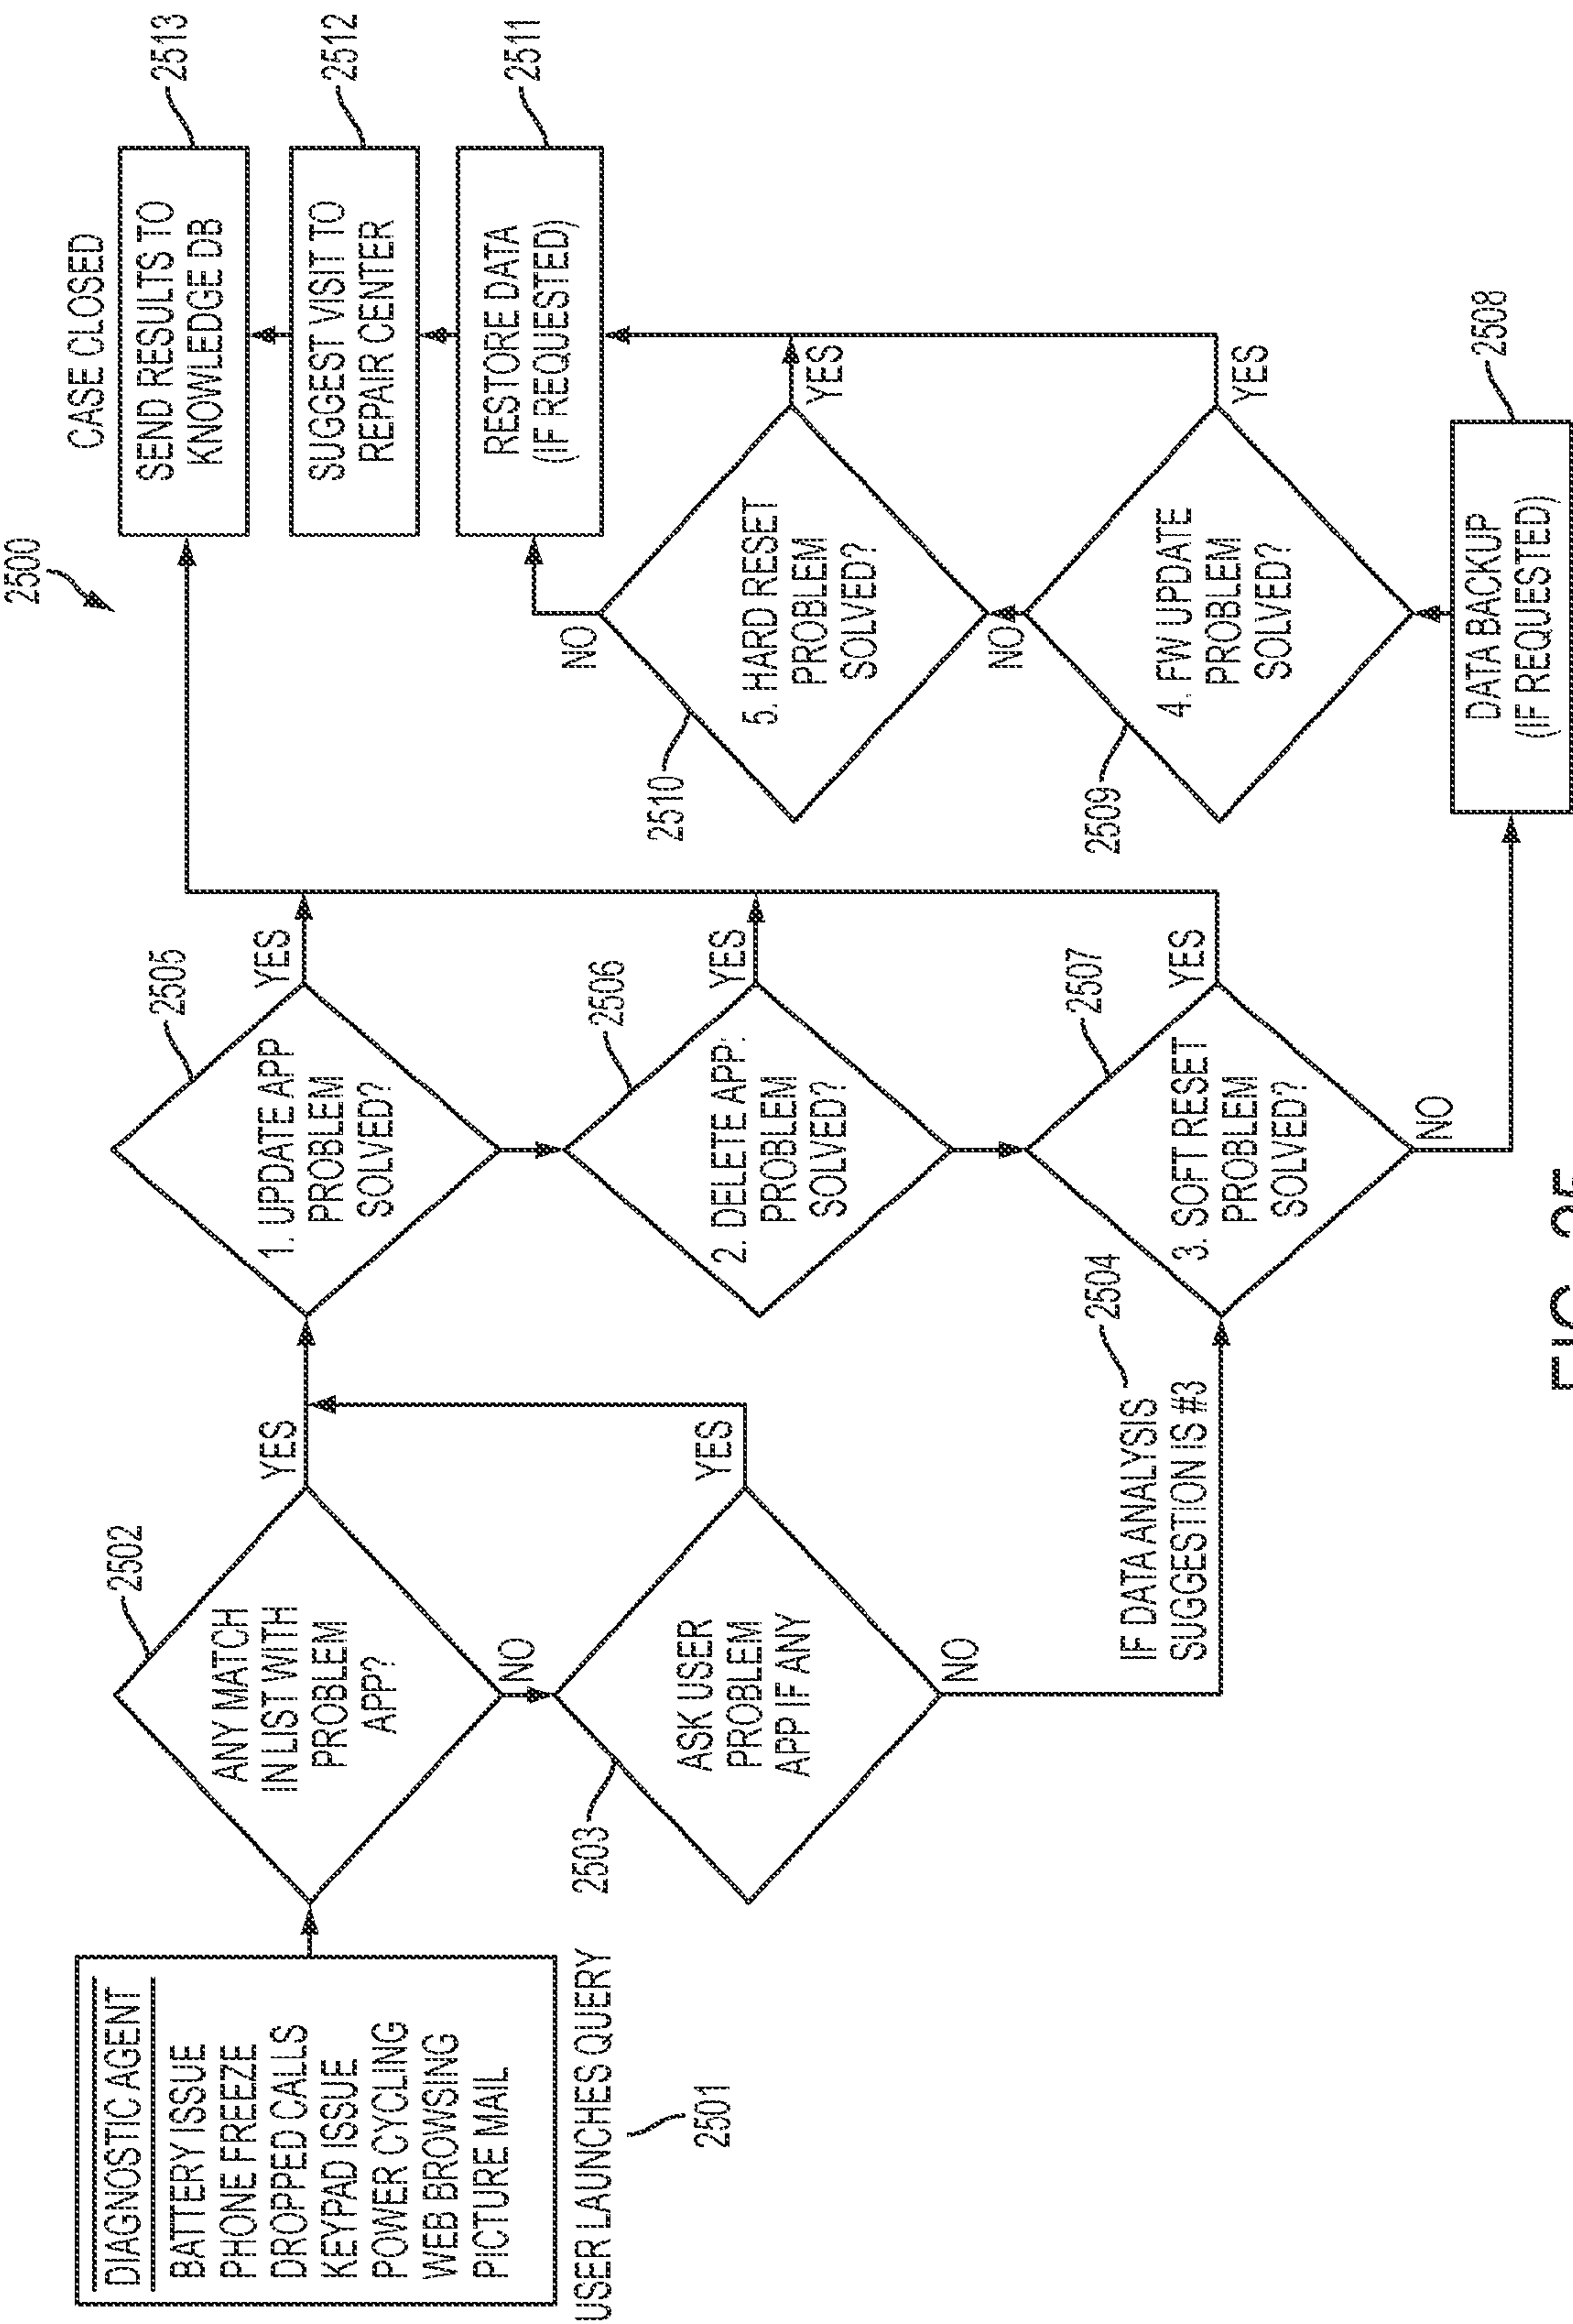 2500
DIAGNOSTIC AGENT
BATTERY ISSUE
PHONE FREEZE
DROPPED CALLS
KEYPAD ISSUE
POWER CYCLING
WEB BROWSING
PICTURE MAIL
USER LAUNCHES QUERY
2501
2502
ANY MATCH
IN LIST WITH
PROBLEM
APP?
YES
NO
2503
ASK USER
PROBLEM
APP IF ANY
YES
NO
IF DATA ANALYSIS
SUGGESTION IS #3
2504
2505
1. UPDATE APP
PROBLEM
SOLVED?
YES
2506
2. DELETE APP.
PROBLEM
SOLVED?
YES
2507
3. SOFT RESET
PROBLEM
SOLVED?
YES
NO
DATA BACKUP
(IF REQUESTED)
2508
2509
4. FW UPDATE
PROBLEM
SOLVED?
YES
NO
2510
5. HARD RESET
PROBLEM
SOLVED?
YES
NO
RESTORE DATA
(IF REQUESTED)
2511
SUGGEST VISIT TO
REPAIR CENTER
2512
CASE CLOSED
SEND RESULTS TO
KNOWLEDGE DB
2513